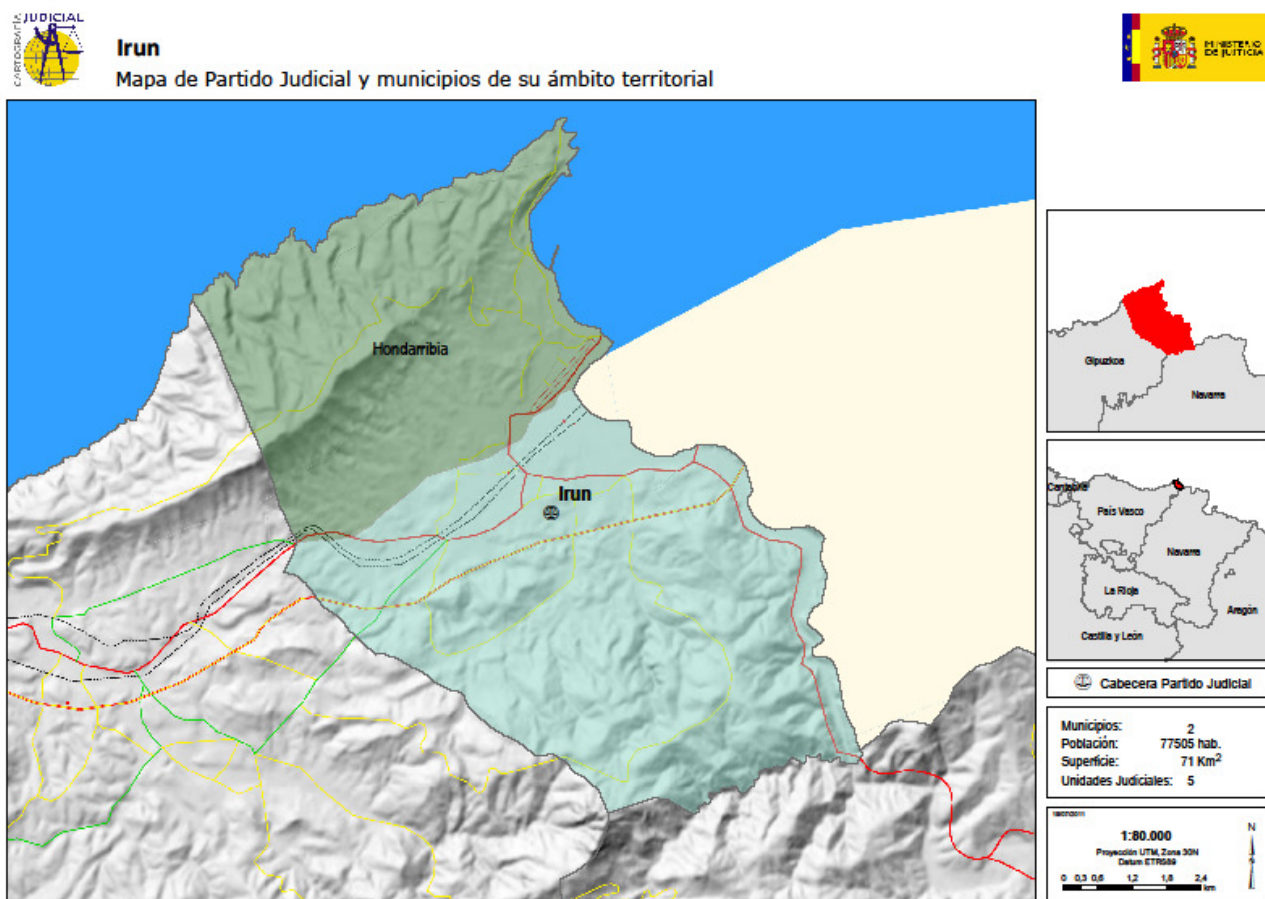 CARTOGRAFÍA
JUDICIAL
Irun
Mapa de Partido Judicial y municipios de su ámbito territorial
MINISTERIO
DE JUSTICIA
Hondarribia
Irun
Gipuzkoa
Navarra
Cantabria
País Vasco
Navarra
La Rioja
Aragón
Castilla y León
Cabecera Partido Judicial
Municipios: 2
Población: 77505 hab.
Superficie: 71 Km²
Unidades Judiciales: 5
1:80.000
Proyección UTM, Zona 30N
Datum ETRS89
N
0 0,3 0,6 1,2 1,8 2,4
km